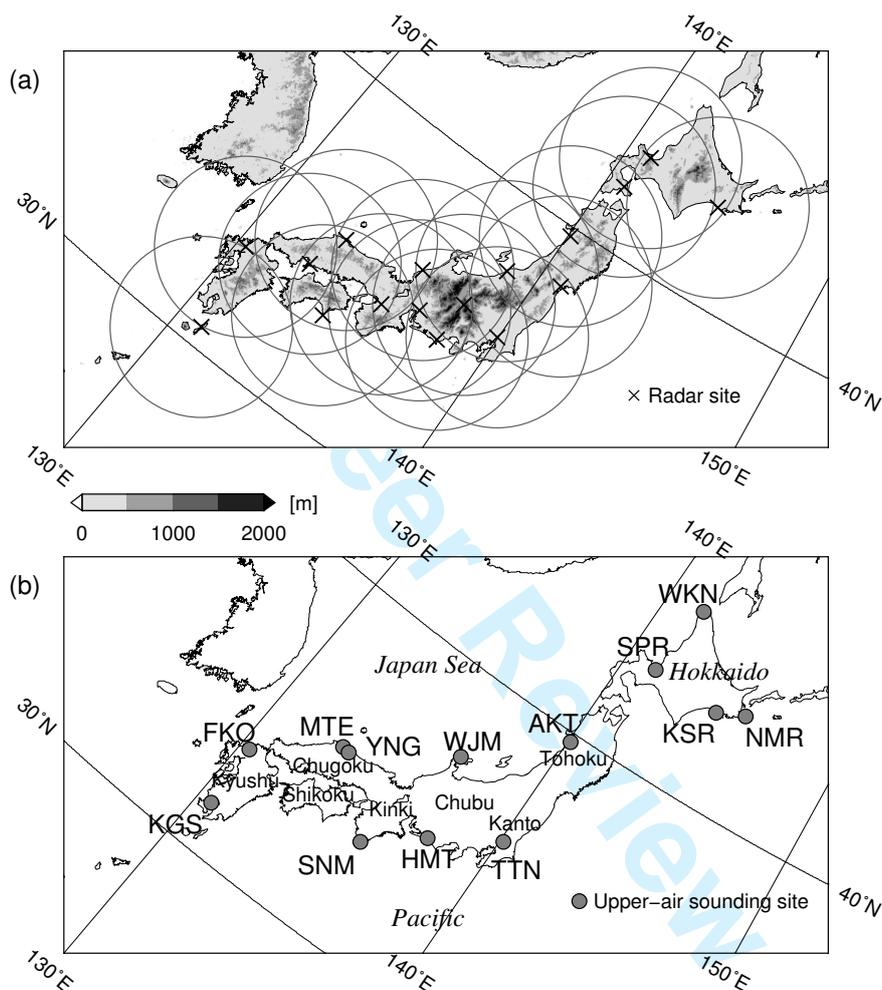 130˚E
140˚E
(a)
30˚N
× Radar site
40˚N
130˚E
140˚E
150˚E
[m]
0 1000 2000
130˚E
140˚E
(b)
WKN
SPR
Hokkaido
Japan Sea
30˚N
FKO
MTE
YNG
WJM
AKT
KSR
NMR
Tohoku
Chugoku
Kyushu
Shikoku
Kinki
Chubu
Kanto
KGS
SNM
HMT
TTN
Upper−air sounding site
40˚N
Pacific
130˚E
140˚E
150˚E
eer Review